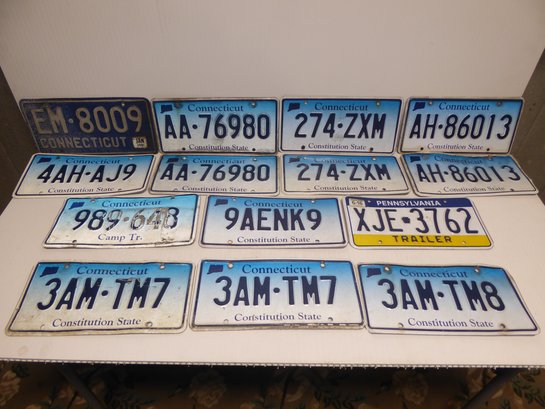 EM·8009
CONNECTICUT
Connecticut
AA·76980
Constitution State
Connecticut
274·ZXM
Constitution State
Connecticut
AH·86013
Constitution State
Connecticut
4AH·AJ9
Constitution State
Connecticut
AA·76980
Constitution State
Connecticut
274·ZXM
Constitution State
Connecticut
AH·86013
Constitution State
Connecticut
989·648
Camp Tr.
Connecticut
9AENK9
Constitution State
PENNSYLVANIA
XJE·3762
TRAILER
Connecticut
3AM·TM7
Constitution State
Connecticut
3AM·TM7
Constitution State
Connecticut
3AM·TM8
Constitution State